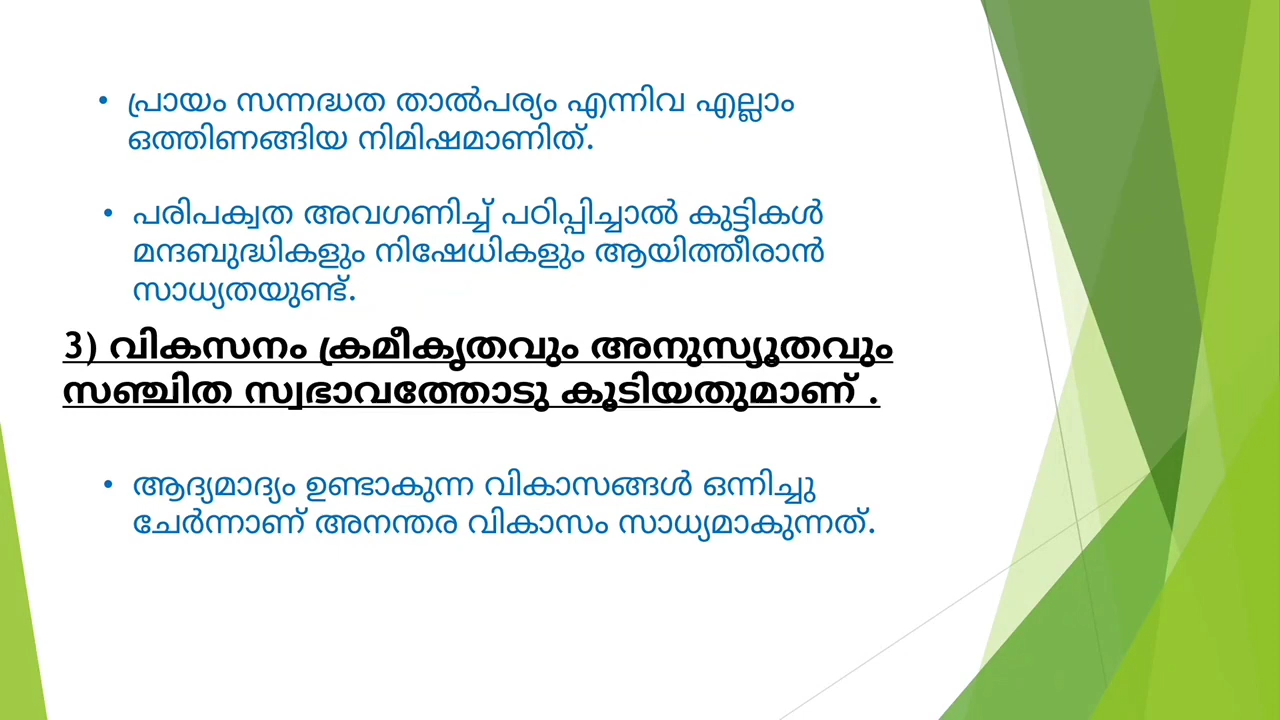 • പ്രായം സന്നദ്ധത താൽപര്യം എന്നിവ എല്ലാം
ഒത്തിണങ്ങിയ നിമിഷമാണിത്.
• പരിപക്വത അവഗണിച്ച് പഠിപ്പിച്ചാൽ കുട്ടികൾ
മന്ദബുദ്ധികളും നിഷേധികളും ആയിത്തീരാൻ
സാധ്യതയുണ്ട്.
3) വികസനം ക്രമീകൃതവും അനുസ്യൂതവും
സഞ്ചിത സ്വഭാവത്തോടു കൂടിയതുമാണ് .
• ആദ്യമാദ്യം ഉണ്ടാകുന്ന വികാസങ്ങൾ ഒന്നിച്ചു
ചേർന്നാണ് അനന്തര വികാസം സാധ്യമാകുന്നത്.